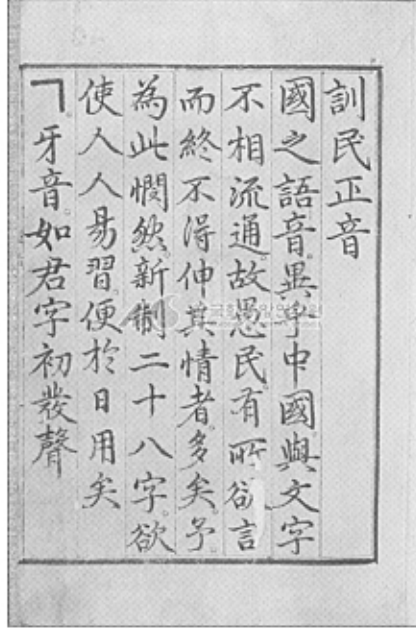 訓民正音
國之語音。異乎中國與文字
不相流通故愚民。有所欲言
而終不得伸其情者。多矣。予。
為此憫然。新制二十八字。欲
使人人易習。便於日用矣
ㄱ牙音。如君字初發聲